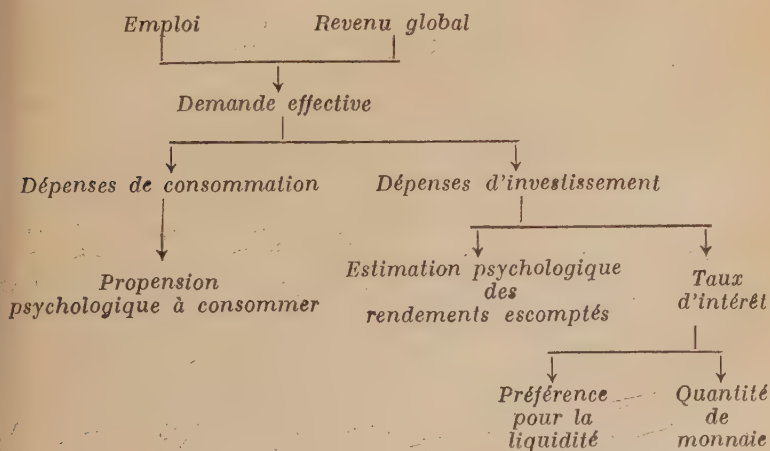 Emploi Revenu global
Demande effective
Dépenses de consommation Dépenses d'investissement
Propension
psychologique à consommer
Estimation psychologique
des
rendements escomptés
Taux
d'intérêt
Préférence
pour la
liquidité
Quantité
de
monnaie